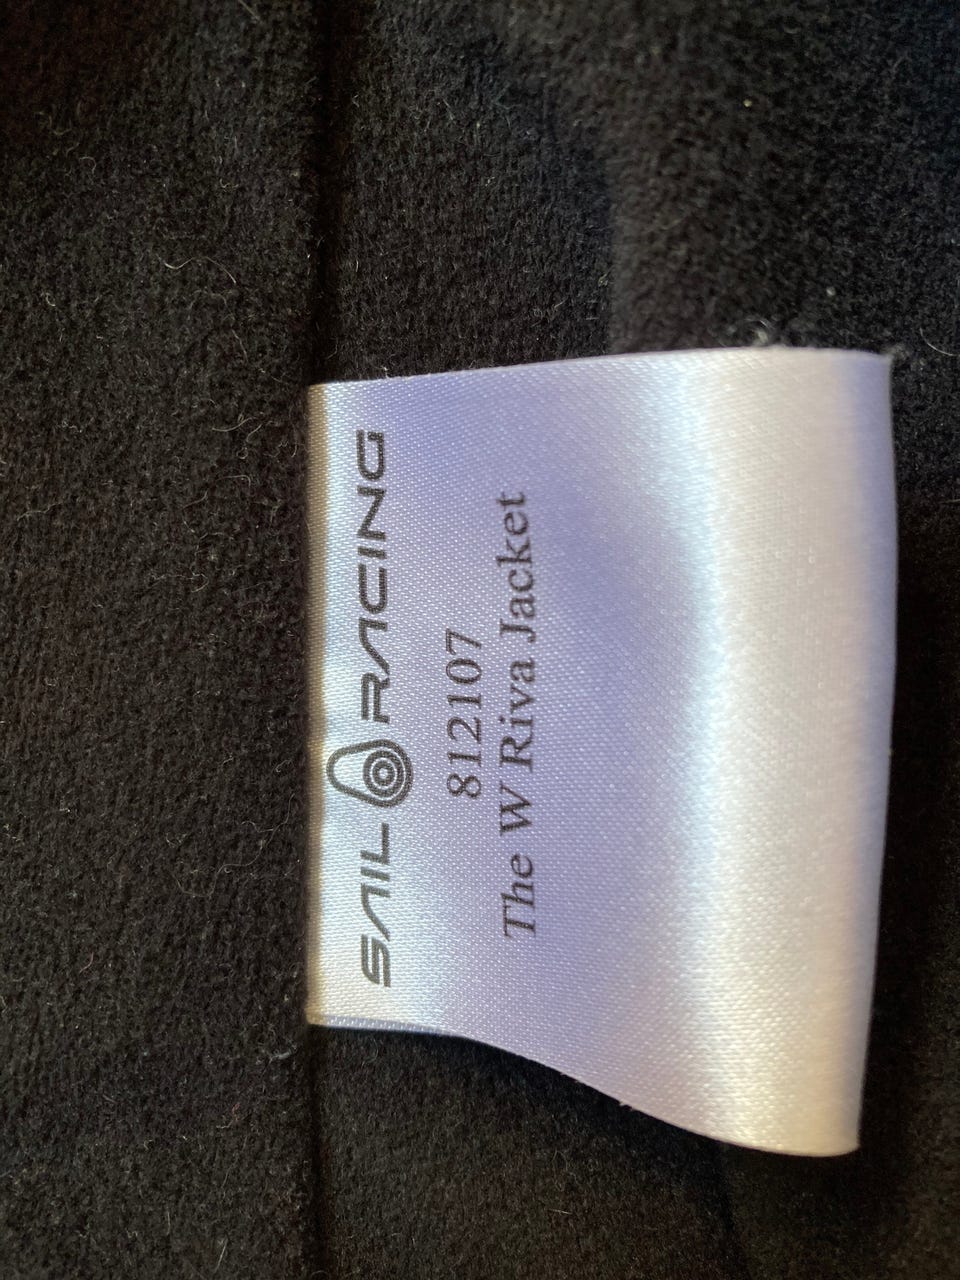 SAIL RACING
812107
The W Riva Jacket